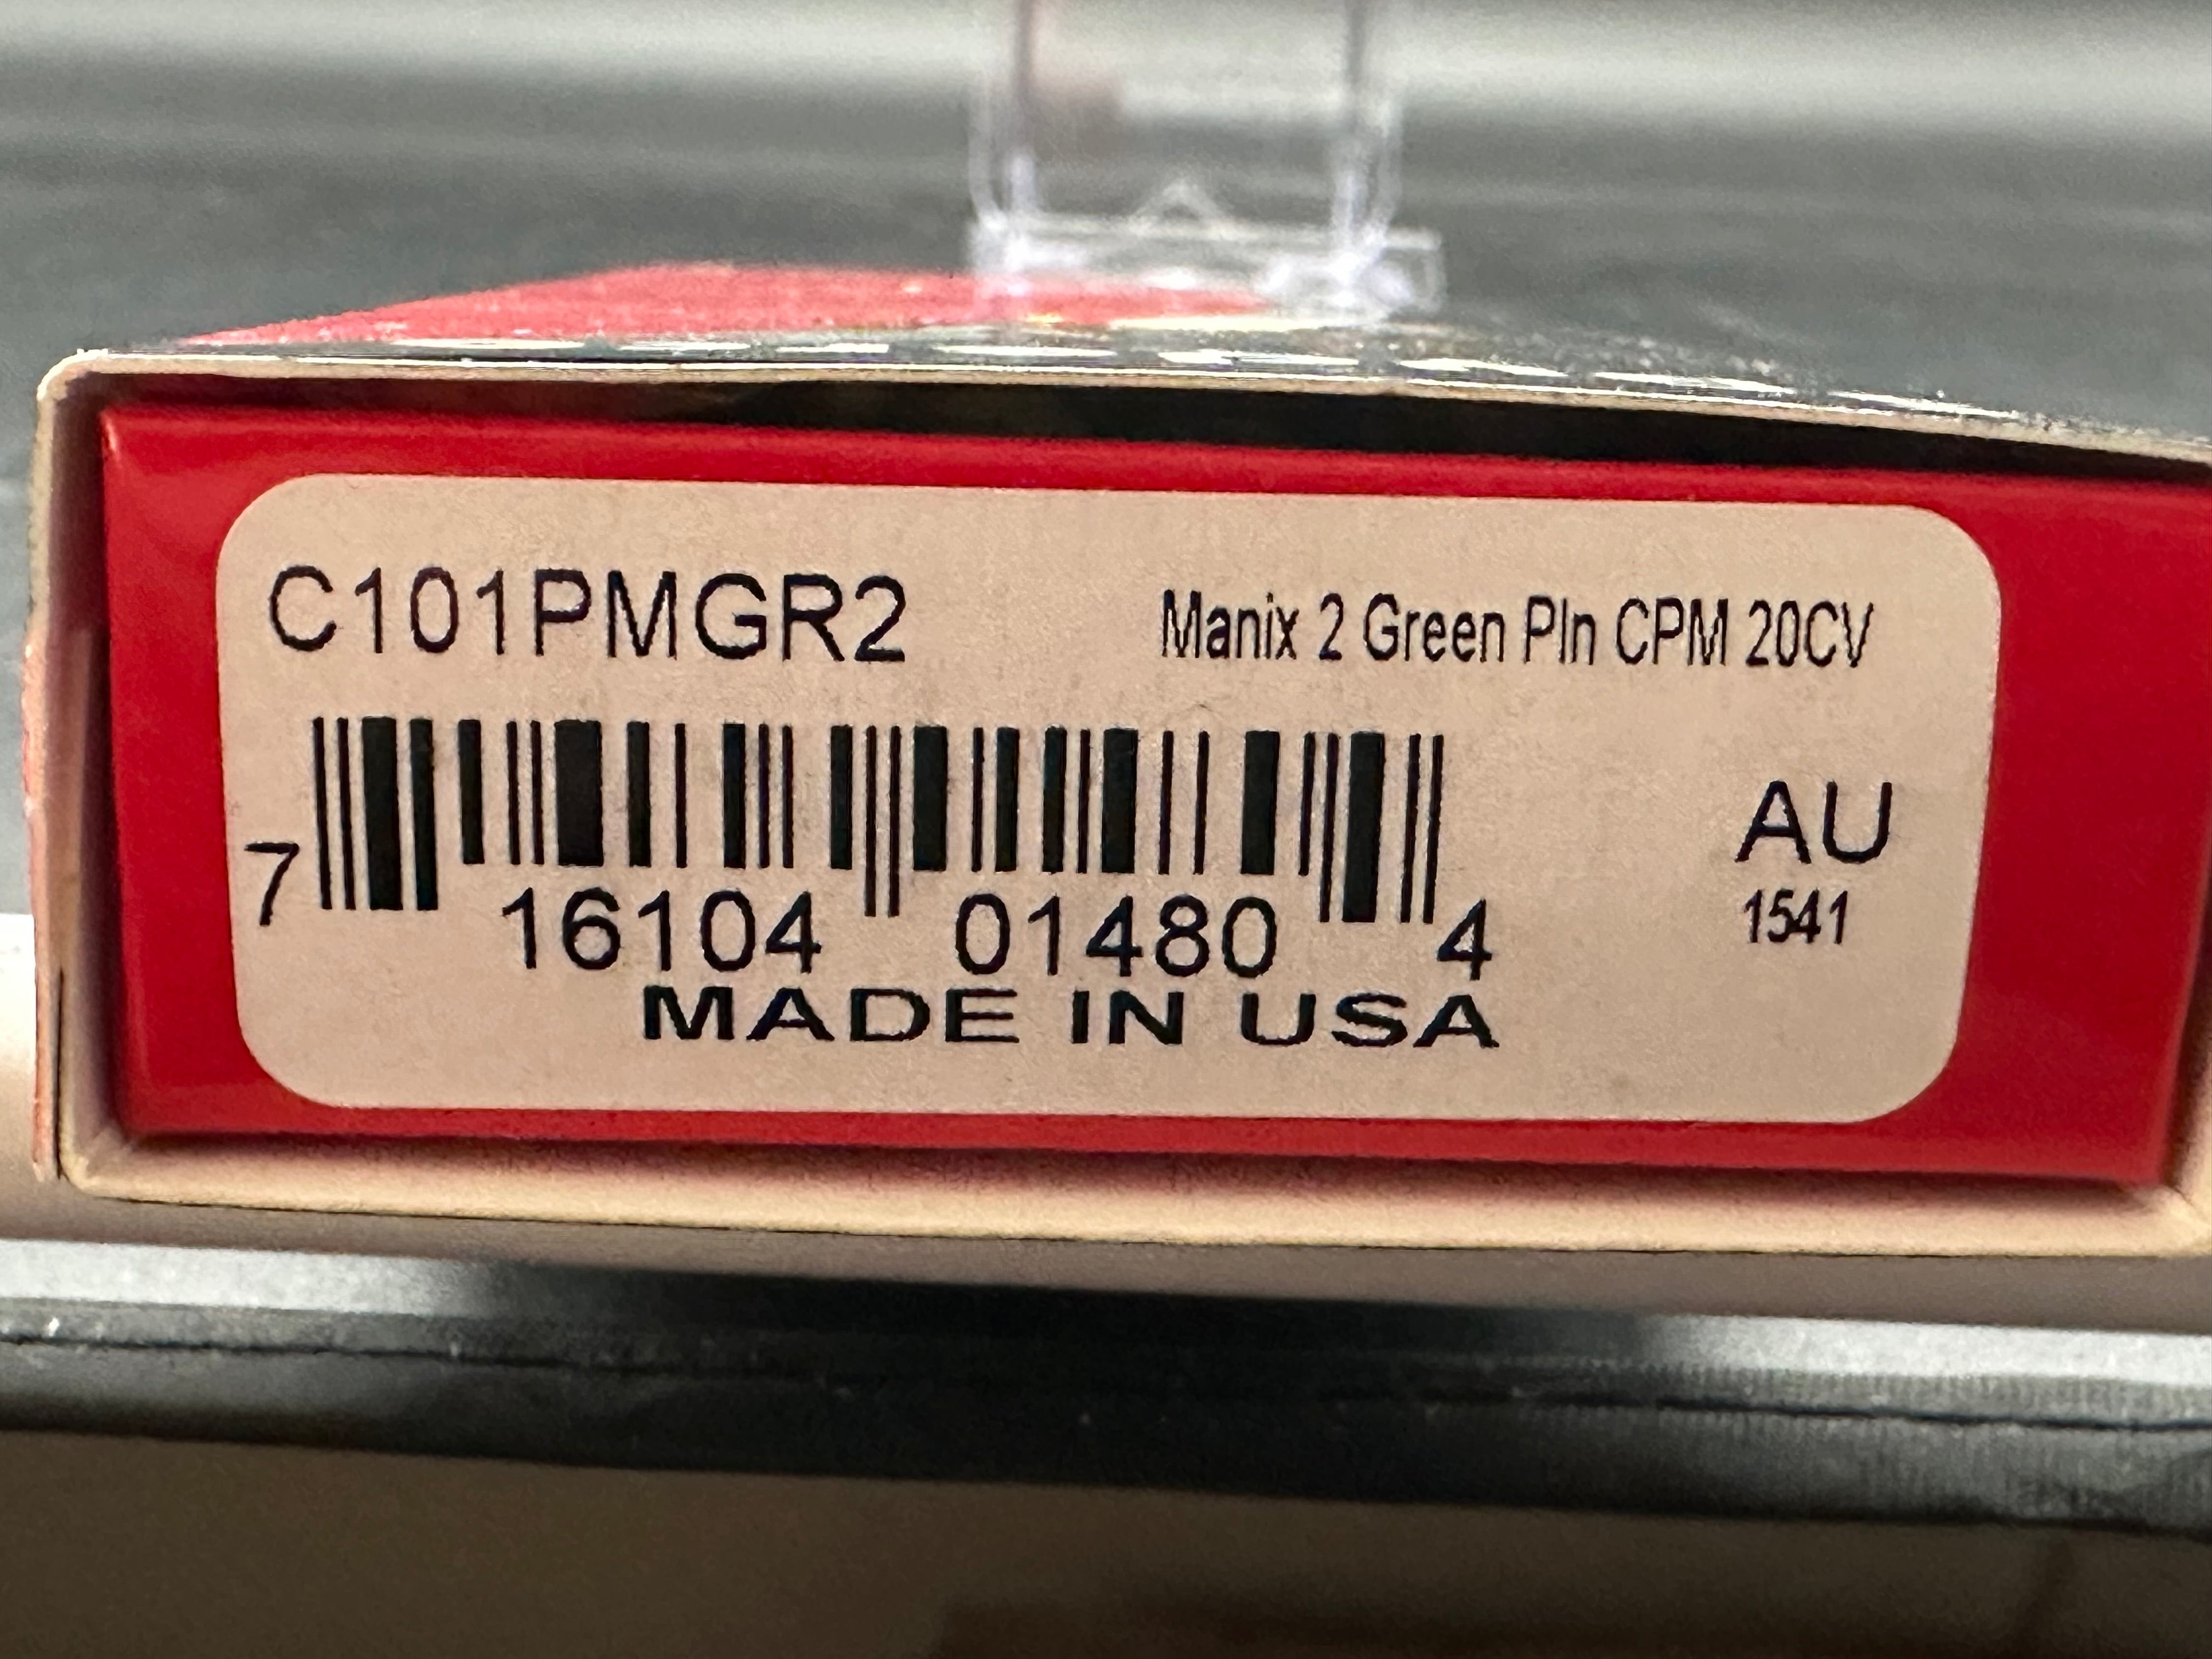 C101PMGR2 Manix 2 Green Pln CPM 20CV
AU
7 16104 01480 4
1541
MADE IN USA